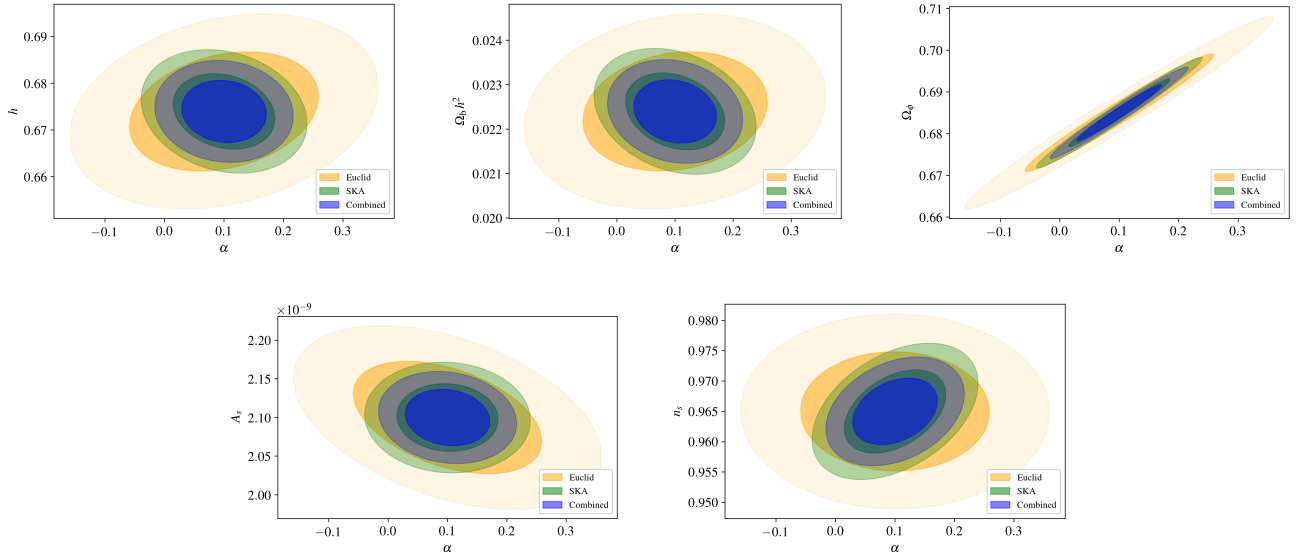 0.69
0.68
0.67
0.66
h
−0.1
0.0
0.1
0.2
0.3
α
Euclid
SKA
Combined
0.024
0.023
0.022
0.021
0.020
Ω_b h²
−0.1
0.0
0.1
0.2
0.3
α
Euclid
SKA
Combined
0.71
0.70
0.69
0.68
0.67
0.66
Ω_ϕ
−0.1
0.0
0.1
0.2
0.3
α
Euclid
SKA
Combined
×10⁻⁹
2.20
2.15
2.10
2.05
2.00
A_s
−0.1
0.0
0.1
0.2
0.3
α
Euclid
SKA
Combined
0.980
0.975
0.970
0.965
0.960
0.955
0.950
n_s
−0.1
0.0
0.1
0.2
0.3
α
Euclid
SKA
Combined